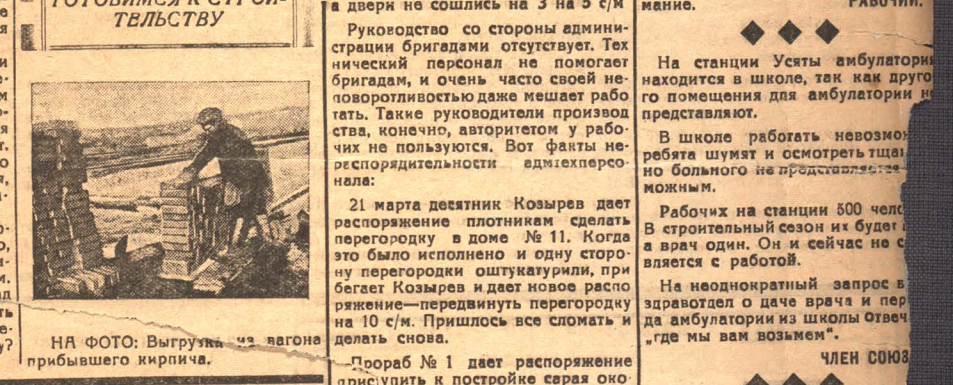 ГОТОВИМСЯ К СТРОИ-
ТЕЛЬСТВУ
НА ФОТО: Выгрузка из вагона
прибывшего кирпича.
а двери не сошлись на 3 на 5 с/м
Руководство со стороны админи-
страции бригадами отсутствует. Тех
нический персонал не помогает
бригадам, и очень часто своей не-
поворотливостью даже мешает рабо
тать. Такие руководители производ
ства, конечно, авторитетом у рабо-
чих не пользуются. Вот факты не-
распорядительности адмтехперсо-
нала:
21 марта десятник Козырев дает
распоряжение плотникам сделать
перегородку в доме № 11. Когда
это было исполнено и одну сторо-
ну перегородки оштукатурили, при
бегает Козырев и дает новое распо
ряжение—передвинуть перегородку
на 10 с/м. Пришлось все сломать и
делать снова.
Прораб № 1 дает распоряжение
приступить к постройке сарая око-
мание.
РАБОЧИЙ.
На станции Усяты амбулатория
находится в школе, так как друго
го помещения для амбулатории не
представляют.
В школе работать невозмож
ребята шумят и осмотреть тщат
но больного не представляется
можным.
Рабочих на станции 500 чело
В строительный сезон их будет
а врач один. Он и сейчас не с
вляется с работой.
На неоднократный запрос в
здравотдел о даче врача и пер
да амбулатории из школы отвеч
„где мы вам возьмем“.
ЧЛЕН СОЮЗ